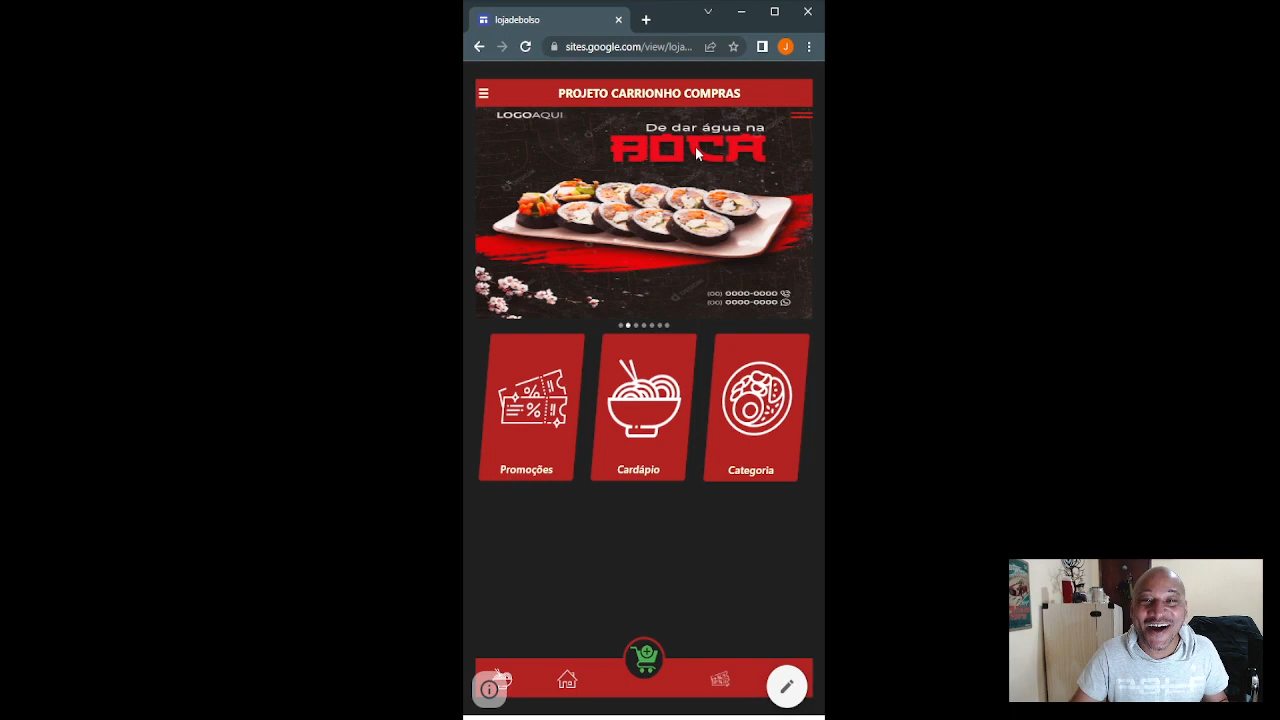 lojadebolso
sites.google.com/view/loja...
J
PROJETO CARRIONHO COMPRAS
LOGOAQUI
De dar água na
BOCA
(00) 0000-0000
(00) 0000-0000
Promoções
Cardápio
Categoria